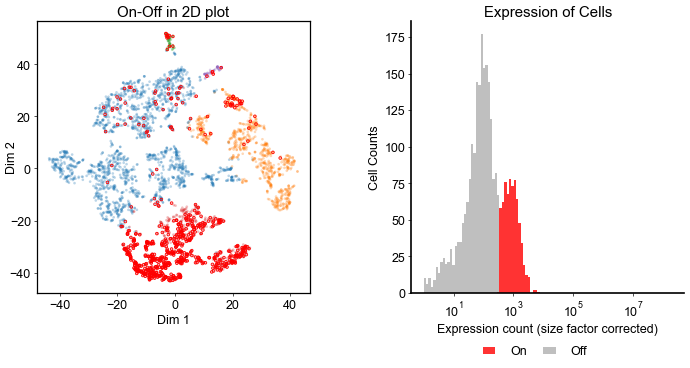 On-Off in 2D plot
Dim 2
40
20
0
−20
−40
−40 −20 0 20 40
Dim 1
Expression of Cells
Cell Counts
175
150
125
100
75
50
25
0
10^1 10^3 10^5 10^7
Expression count (size factor corrected)
On Off